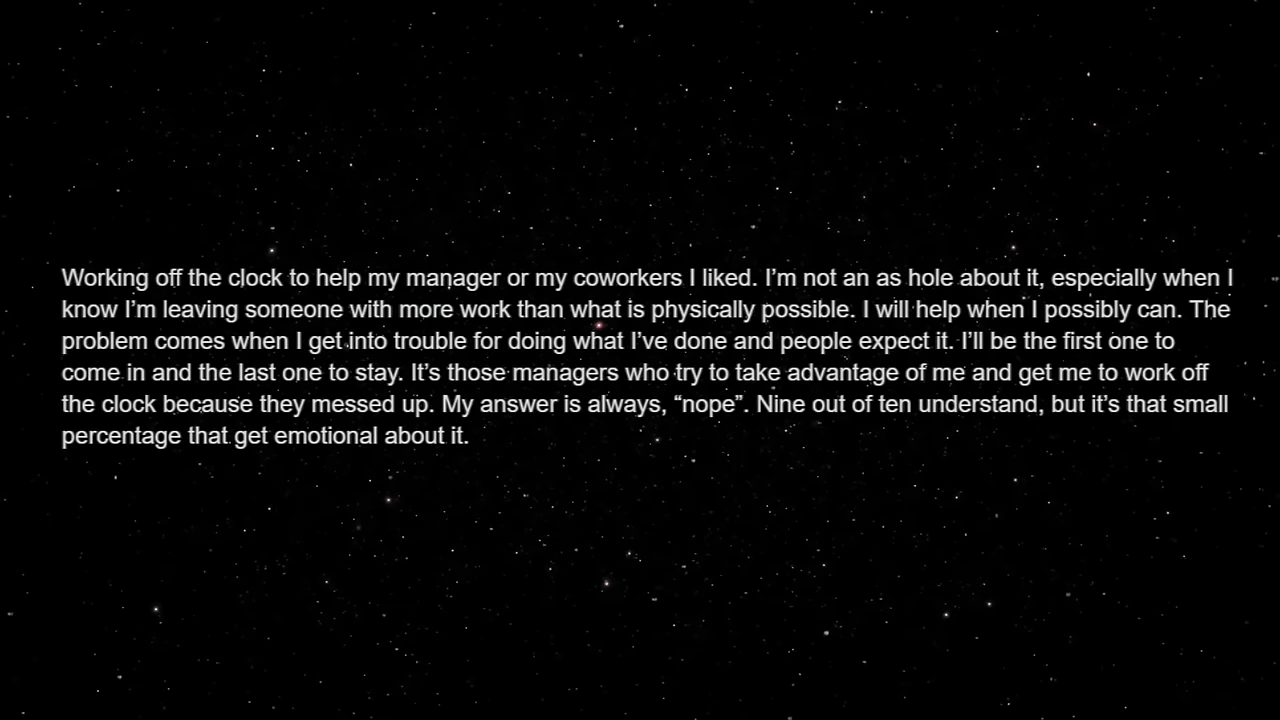 Working off the clock to help my manager or my coworkers I liked. I’m not an as hole about it, especially when I
know I’m leaving someone with more work than what is physically possible. I will help when I possibly can. The
problem comes when I get into trouble for doing what I’ve done and people expect it. I’ll be the first one to
come in and the last one to stay. It’s those managers who try to take advantage of me and get me to work off
the clock because they messed up. My answer is always, “nope”. Nine out of ten understand, but it’s that small
percentage that get emotional about it.